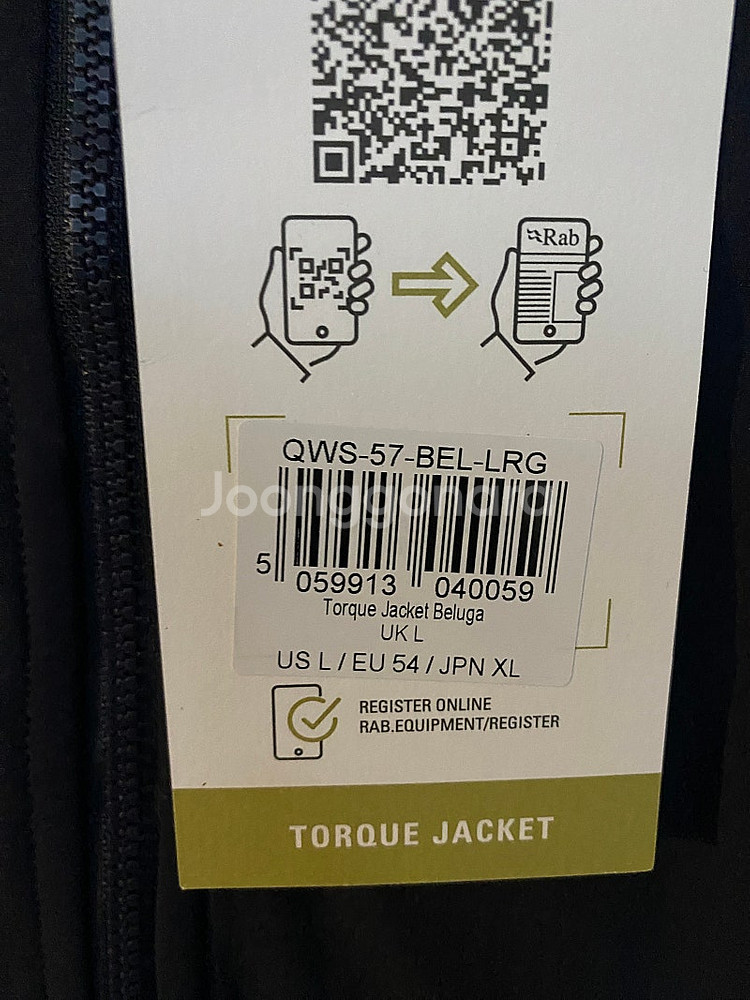 Rab
QWS-57-BEL-LRG
Joonggonara
5 059913 040059
Torque Jacket Beluga
UK L
US L / EU 54 / JPN XL
REGISTER ONLINE
RAB.EQUIPMENT/REGISTER
TORQUE JACKET